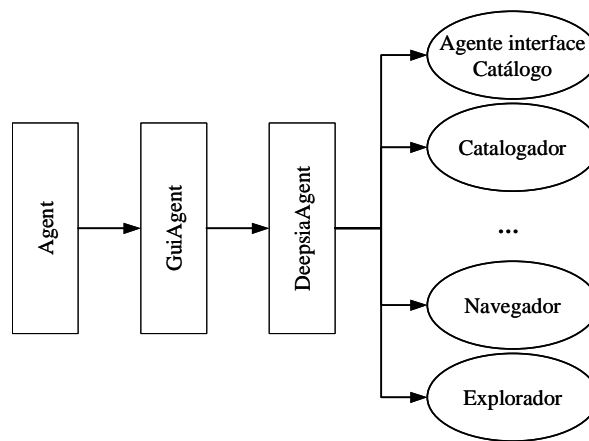 Agent
GuiAgent
DeepsiaAgent
Agente interface
Catálogo
Catalogador
...
Navegador
Explorador